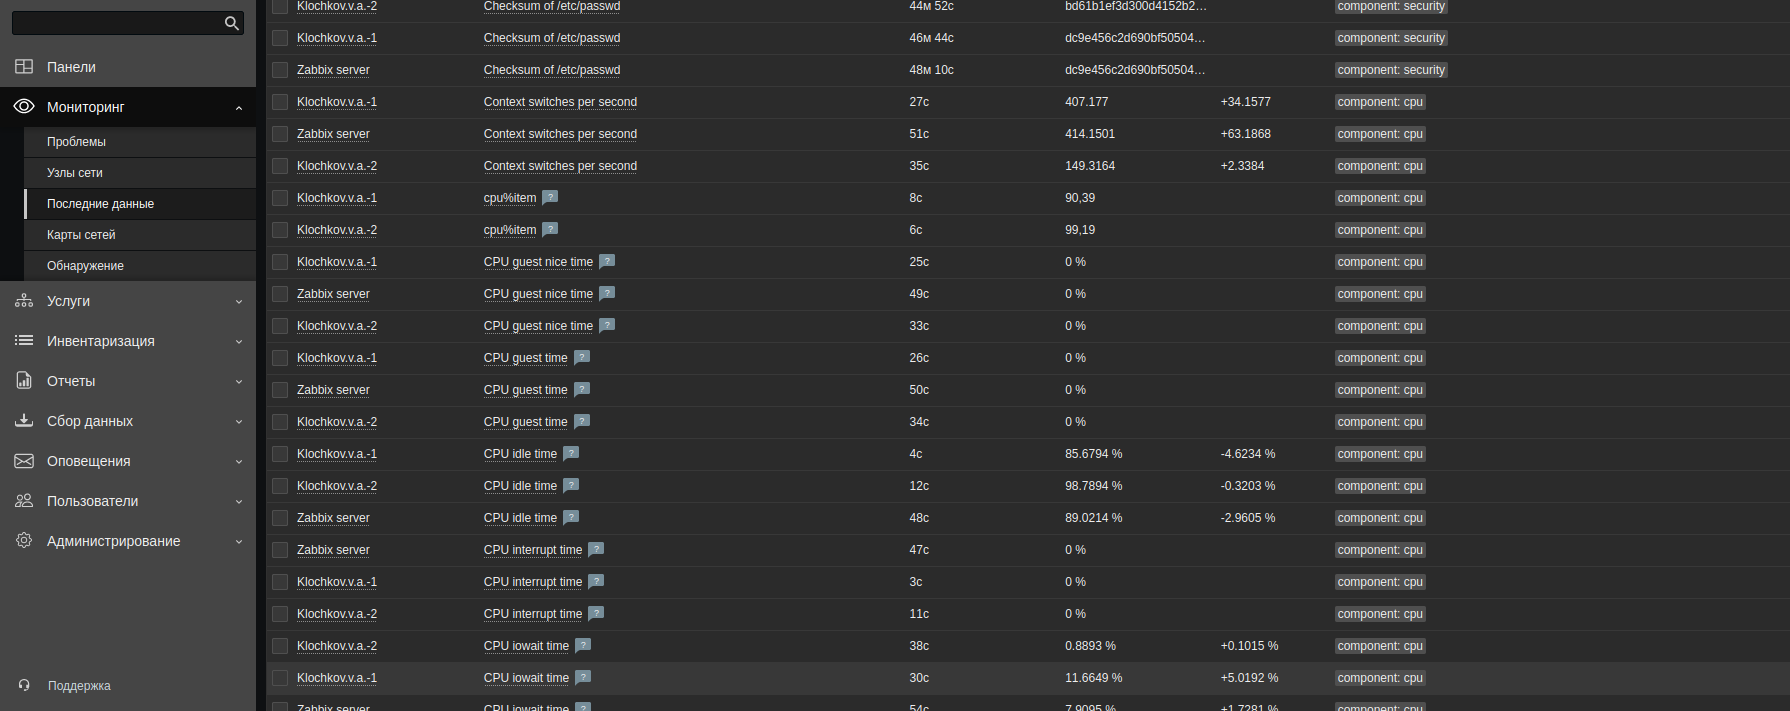 Панели
Мониторинг
Проблемы
Узлы сети
Последние данные
Карты сетей
Обнаружение
Услуги
Инвентаризация
Отчеты
Сбор данных
Оповещения
Пользователи
Администрирование
Поддержка
Klochkov.v.a.-2 Checksum of /etc/passwd 44м 52с bd61b1ef3d300d4152b2… component: security
Klochkov.v.a.-1 Checksum of /etc/passwd 46м 44с dc9e456c2d690bf50504… component: security
Zabbix server Checksum of /etc/passwd 48м 10с dc9e456c2d690bf50504… component: security
Klochkov.v.a.-1 Context switches per second 27с 407.177 +34.1577 component: cpu
Zabbix server Context switches per second 51с 414.1501 +63.1868 component: cpu
Klochkov.v.a.-2 Context switches per second 35с 149.3164 +2.3384 component: cpu
Klochkov.v.a.-1 cpu%item ? 8с 90,39 component: cpu
Klochkov.v.a.-2 cpu%item ? 6с 99,19 component: cpu
Klochkov.v.a.-1 CPU guest nice time ? 25с 0 % component: cpu
Zabbix server CPU guest nice time ? 49с 0 % component: cpu
Klochkov.v.a.-2 CPU guest nice time ? 33с 0 % component: cpu
Klochkov.v.a.-1 CPU guest time ? 26с 0 % component: cpu
Zabbix server CPU guest time ? 50с 0 % component: cpu
Klochkov.v.a.-2 CPU guest time ? 34с 0 % component: cpu
Klochkov.v.a.-1 CPU idle time ? 4с 85.6794 % -4.6234 % component: cpu
Klochkov.v.a.-2 CPU idle time ? 12с 98.7894 % -0.3203 % component: cpu
Zabbix server CPU idle time ? 48с 89.0214 % -2.9605 % component: cpu
Zabbix server CPU interrupt time ? 47с 0 % component: cpu
Klochkov.v.a.-1 CPU interrupt time ? 3с 0 % component: cpu
Klochkov.v.a.-2 CPU interrupt time ? 11с 0 % component: cpu
Klochkov.v.a.-2 CPU iowait time ? 38с 0.8893 % +0.1015 % component: cpu
Klochkov.v.a.-1 CPU iowait time ? 30с 11.6649 % +5.0192 % component: cpu
Zabbix server CPU iowait time ? 54с 7.9095 % +1.7281 % component: cpu